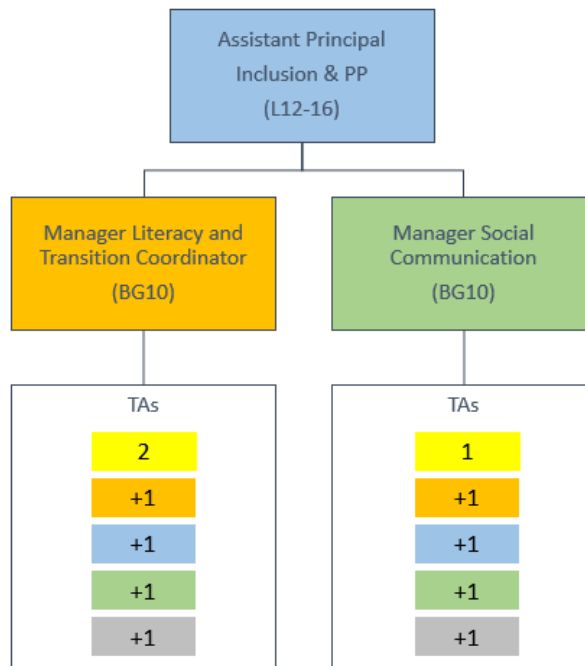 Assistant Principal
Inclusion & PP
(L12-16)
Manager Literacy and
Transition Coordinator
(BG10)
Manager Social
Communication
(BG10)
TAs
2
+1
+1
+1
+1
TAs
1
+1
+1
+1
+1